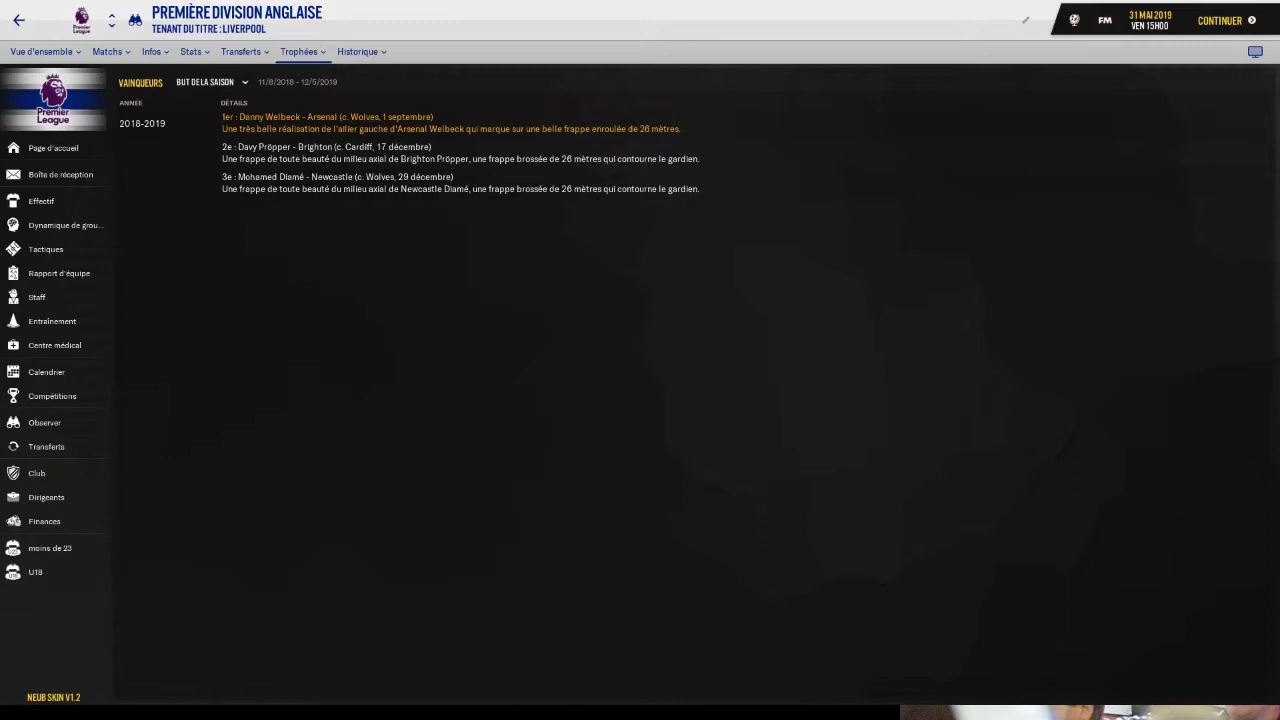 PREMIÈRE DIVISION ANGLAISE
TENANT DU TITRE : LIVERPOOL
Premier League
FM
31 MAI 2019
VEN 15H00
CONTINUER
Vue d'ensemble
Matchs
Infos
Stats
Transferts
Trophées
Historique
Premier League
VAINQUEURS
BUT DE LA SAISON
11/8/2018 - 12/5/2019
ANNÉE
DÉTAILS
2018-2019
1er : Danny Welbeck - Arsenal (c. Wolves, 1 septembre)
Une très belle réalisation de l'ailier gauche d'Arsenal Welbeck qui marque sur une belle frappe enroulée de 26 mètres.
2e : Davy Pröpper - Brighton (c. Cardiff, 17 décembre)
Une frappe de toute beauté du milieu axial de Brighton Pröpper, une frappe brossée de 26 mètres qui contourne le gardien.
3e : Mohamed Diamé - Newcastle (c. Wolves, 29 décembre)
Une frappe de toute beauté du milieu axial de Newcastle Diamé, une frappe brossée de 26 mètres qui contourne le gardien.
Page d'accueil
Boîte de réception
Effectif
Dynamique de grou...
Tactiques
Rapport d'équipe
Staff
Entraînement
Centre médical
Calendrier
Compétitions
Observer
Transferts
Club
Dirigeants
Finances
moins de 23
U18
NEUB SKIN V1.2